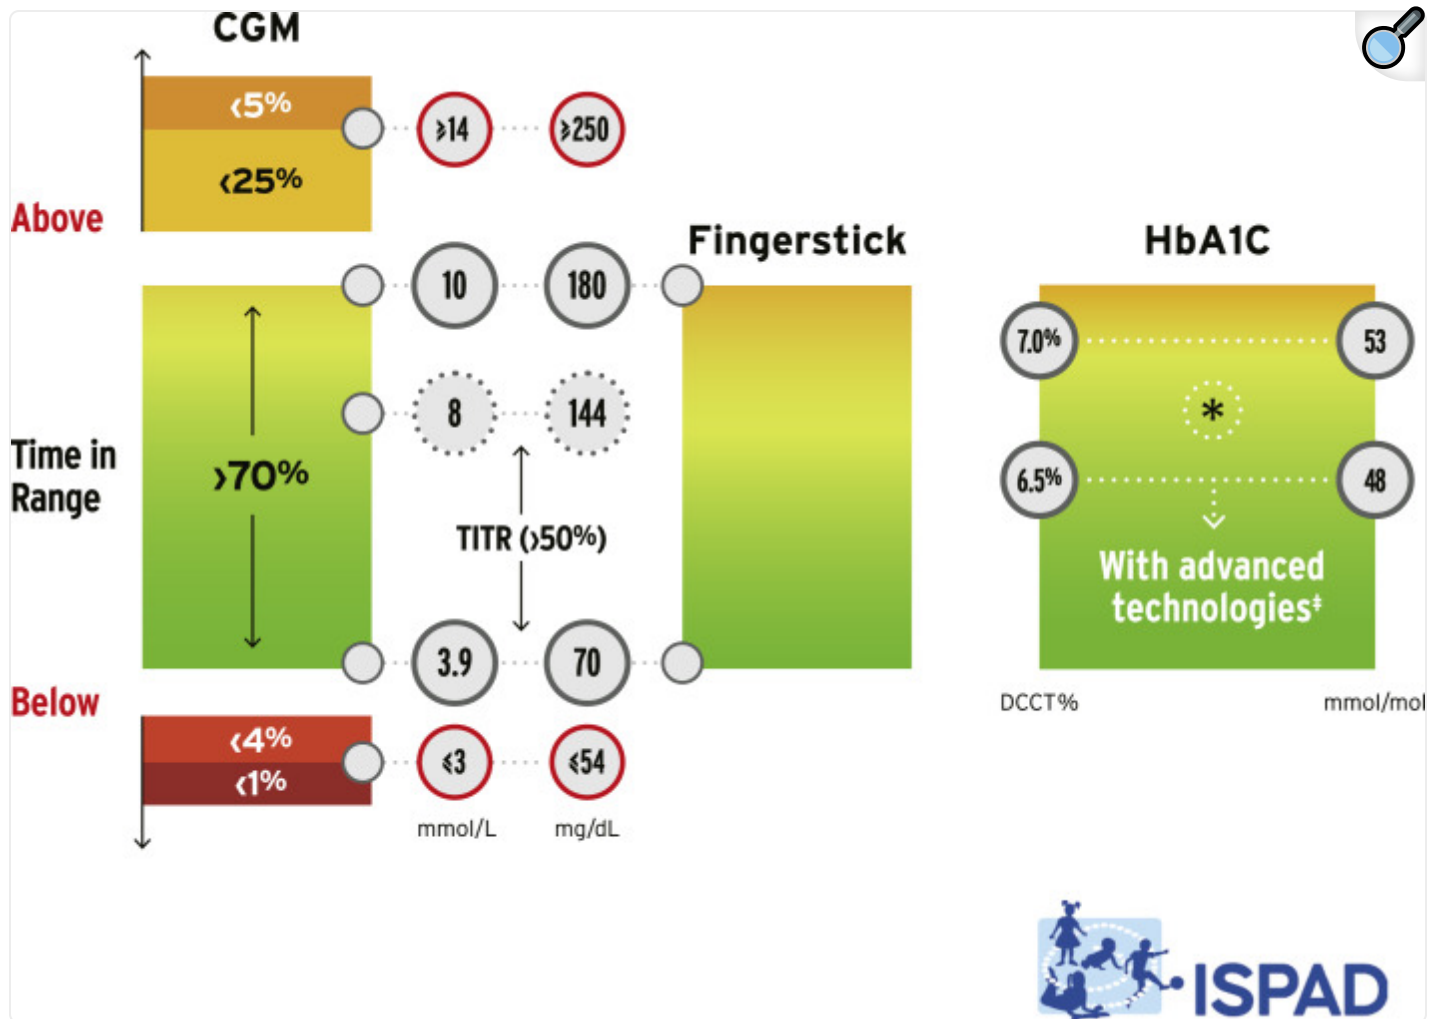 CGM
<5%
≥14
≥250
<25%
Above
Fingerstick
HbA1C
10
180
7.0%
53
8
144
*
Time in
Range
>70%
6.5%
48
TITR (>50%)
With advanced
technologies‡
3.9
70
Below
DCCT%
mmol/mol
<4%
≤3
≤54
<1%
mmol/L
mg/dL
ISPAD